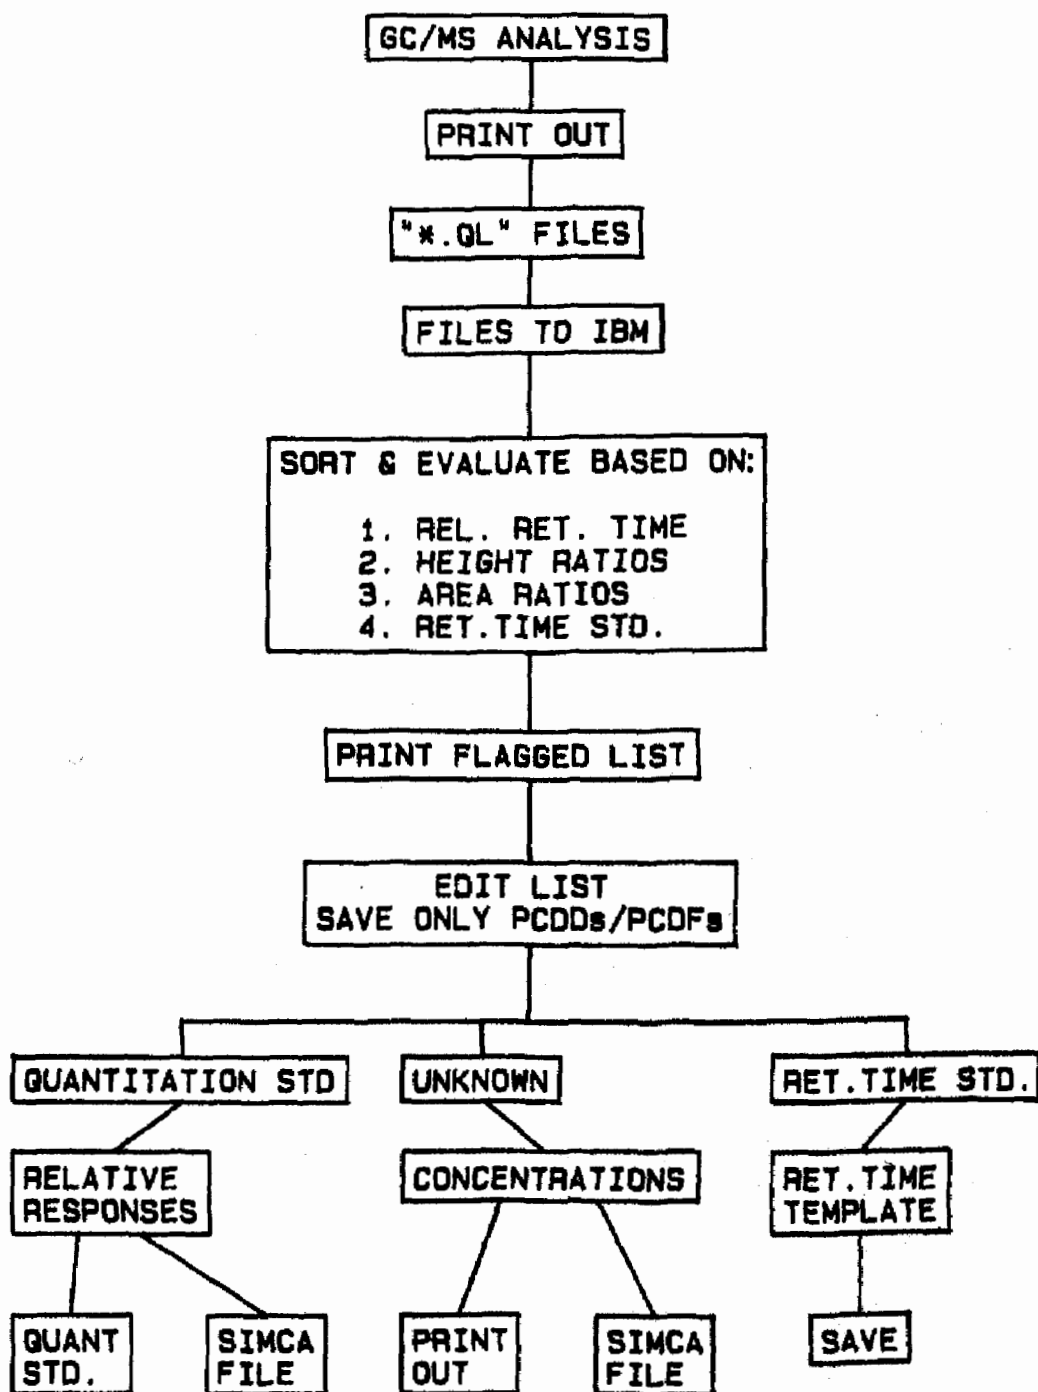 GC/MS ANALYSIS
PRINT OUT
"*.QL" FILES
FILES TO IBM
SORT & EVALUATE BASED ON:
1. REL. RET. TIME
2. HEIGHT RATIOS
3. AREA RATIOS
4. RET.TIME STD.
PRINT FLAGGED LIST
EDIT LIST
SAVE ONLY PCDDs/PCDFs
QUANTITATION STD
UNKNOWN
RET.TIME STD.
RELATIVE
RESPONSES
CONCENTRATIONS
RET.TIME
TEMPLATE
QUANT
STD.
SIMCA
FILE
PRINT
OUT
SIMCA
FILE
SAVE